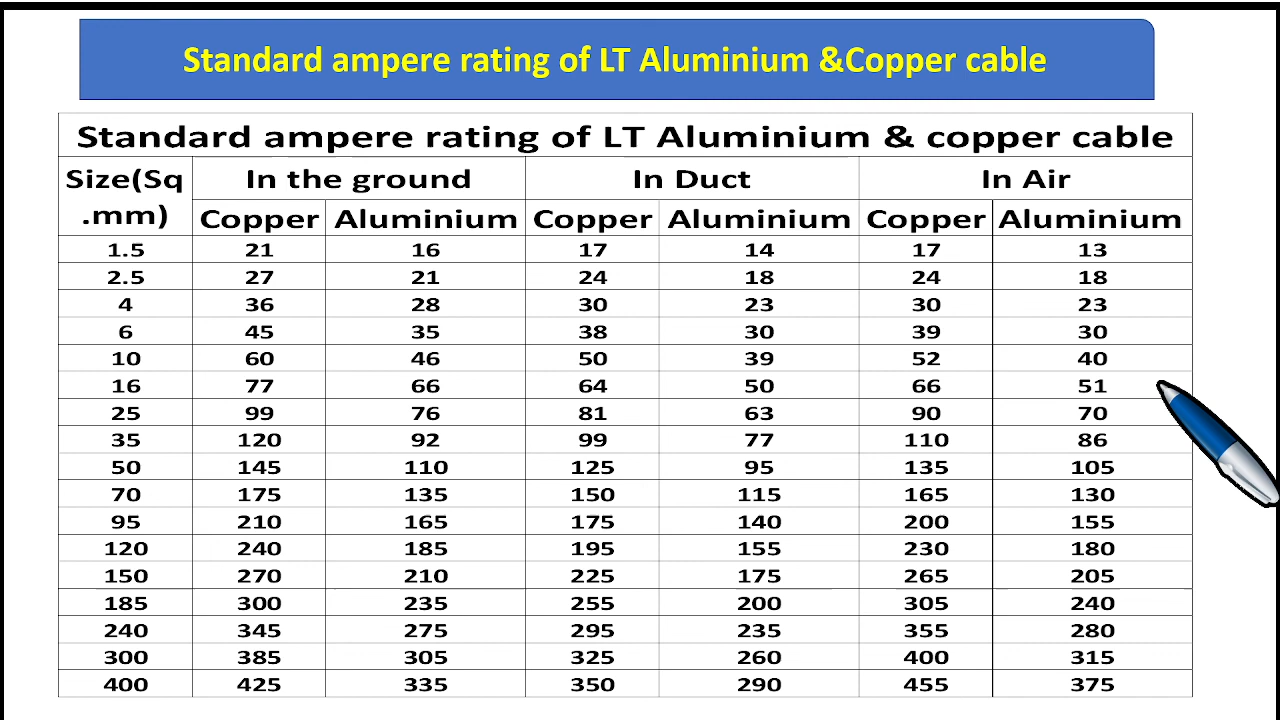 Standard ampere rating of LT Aluminium &Copper cable
Standard ampere rating of LT Aluminium & copper cable
Size(Sq In the ground In Duct In Air
.mm) Copper Aluminium Copper Aluminium Copper Aluminium
1.5 21 16 17 14 17 13
2.5 27 21 24 18 24 18
4 36 28 30 23 30 23
6 45 35 38 30 39 30
10 60 46 50 39 52 40
16 77 66 64 50 66 51
25 99 76 81 63 90 70
35 120 92 99 77 110 86
50 145 110 125 95 135 105
70 175 135 150 115 165 130
95 210 165 175 140 200 155
120 240 185 195 155 230 180
150 270 210 225 175 265 205
185 300 235 255 200 305 240
240 345 275 295 235 355 280
300 385 305 325 260 400 315
400 425 335 350 290 455 375